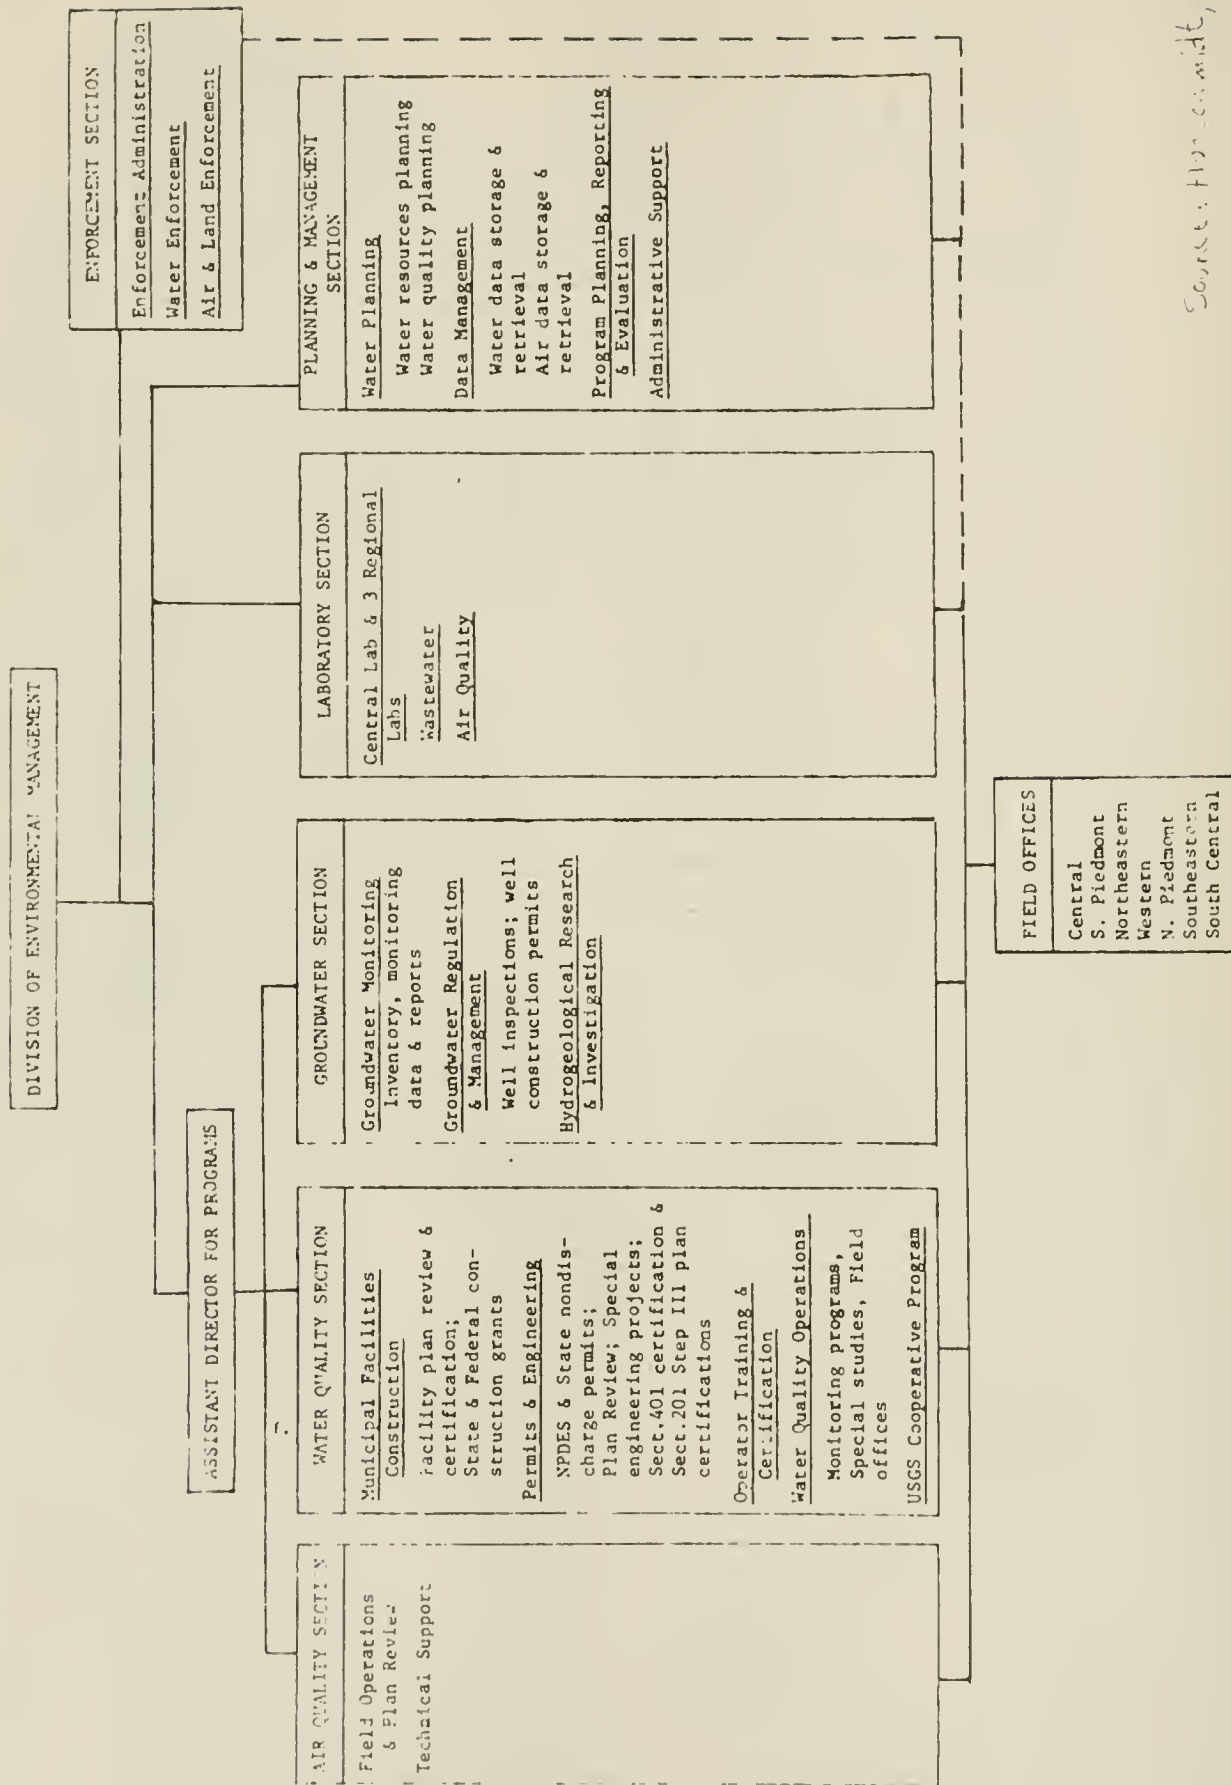 DIVISION OF ENVIRONMENTAL MANAGEMENT
ENFORCEMENT SECTION
Enforcement Administration
Water Enforcement
Air & Land Enforcement
ASSISTANT DIRECTOR FOR PROGRAMS
AIR QUALITY SECTION
Field Operations
& Plan Review
Technical Support
WATER QUALITY SECTION
Municipal Facilities
Construction
Facility plan review &
certification;
State & Federal con-
struction grants
Permits & Engineering
NPDES & State nondis-
charge permits;
Plan Review; Special
engineering projects;
Sect.401 certification &
Sect.201 Step III plan
certifications
Operator Training &
Certification
Water Quality Operations
Monitoring programs,
Special studies, Field
offices
USGS Cooperative Program
GROUNDWATER SECTION
Groundwater Monitoring
Inventory, monitoring
data & reports
Groundwater Regulation
& Management
Well inspections; well
construction permits
Hydrogeological Research
& Investigation
LABORATORY SECTION
Central Lab & 3 Regional
Labs
Wastewater
Air Quality
PLANNING & MANAGEMENT
SECTION
Water Planning
Water resources planning
Water quality planning
Data Management
Water data storage &
retrieval
Air data storage &
retrieval
Program Planning, Reporting
& Evaluation
Administrative Support
FIELD OFFICES
Central
S. Piedmont
Northeastern
Western
N. Piedmont
Southeastern
South Central
Source: